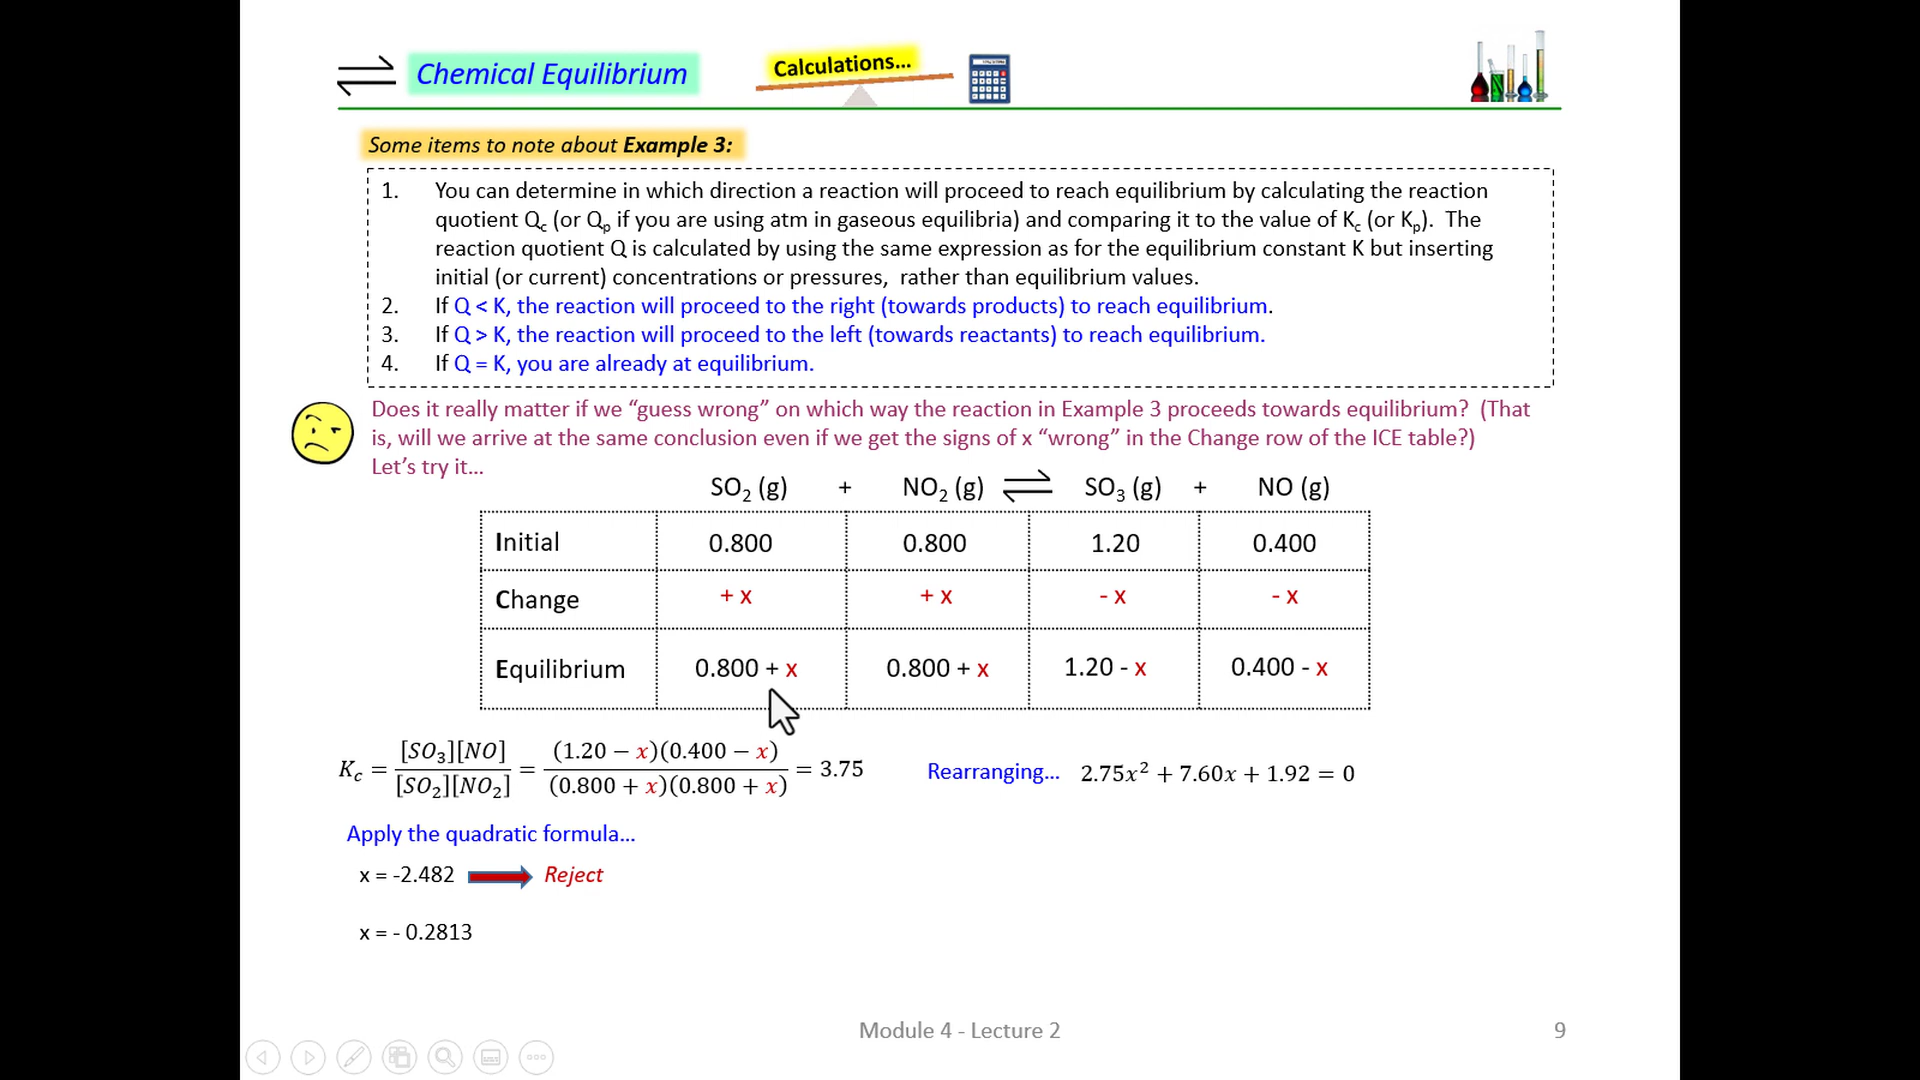 Chemical Equilibrium
Calculations...
Some items to note about Example 3:
1. You can determine in which direction a reaction will proceed to reach equilibrium by calculating the reaction
quotient Qc (or Qp if you are using atm in gaseous equilibria) and comparing it to the value of Kc (or Kp). The
reaction quotient Q is calculated by using the same expression as for the equilibrium constant K but inserting
initial (or current) concentrations or pressures, rather than equilibrium values.
2. If Q < K, the reaction will proceed to the right (towards products) to reach equilibrium.
3. If Q > K, the reaction will proceed to the left (towards reactants) to reach equilibrium.
4. If Q = K, you are already at equilibrium.
Does it really matter if we “guess wrong” on which way the reaction in Example 3 proceeds towards equilibrium? (That
is, will we arrive at the same conclusion even if we get the signs of x “wrong” in the Change row of the ICE table?)
Let’s try it...
SO₂ (g) + NO₂ (g) ⇌ SO₃ (g) + NO (g)
Initial 0.800 0.800 1.20 0.400
Change + x + x - x - x
Equilibrium 0.800 + x 0.800 + x 1.20 - x 0.400 - x
Kc = [SO₃][NO] / [SO₂][NO₂] = (1.20 − x)(0.400 − x) / (0.800 + x)(0.800 + x) = 3.75 Rearranging... 2.75x² + 7.60x + 1.92 = 0
Apply the quadratic formula...
x = -2.482 Reject
x = - 0.2813
Module 4 - Lecture 2 9